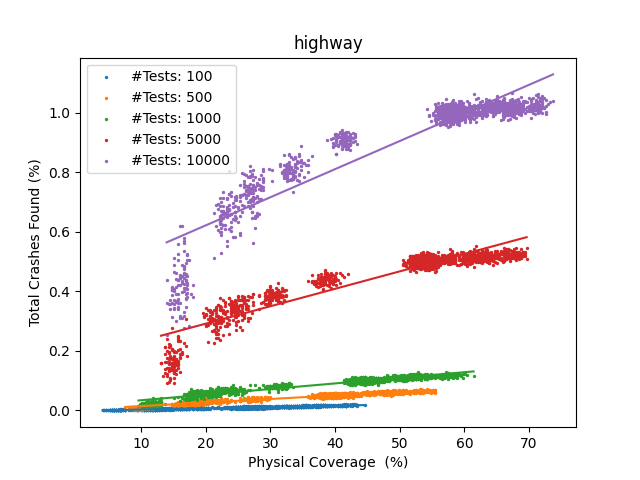 highway
#Tests: 100
#Tests: 500
#Tests: 1000
#Tests: 5000
#Tests: 10000
Total Crashes Found (%)
1.0
0.8
0.6
0.4
0.2
0.0
10 20 30 40 50 60 70
Physical Coverage  (%)